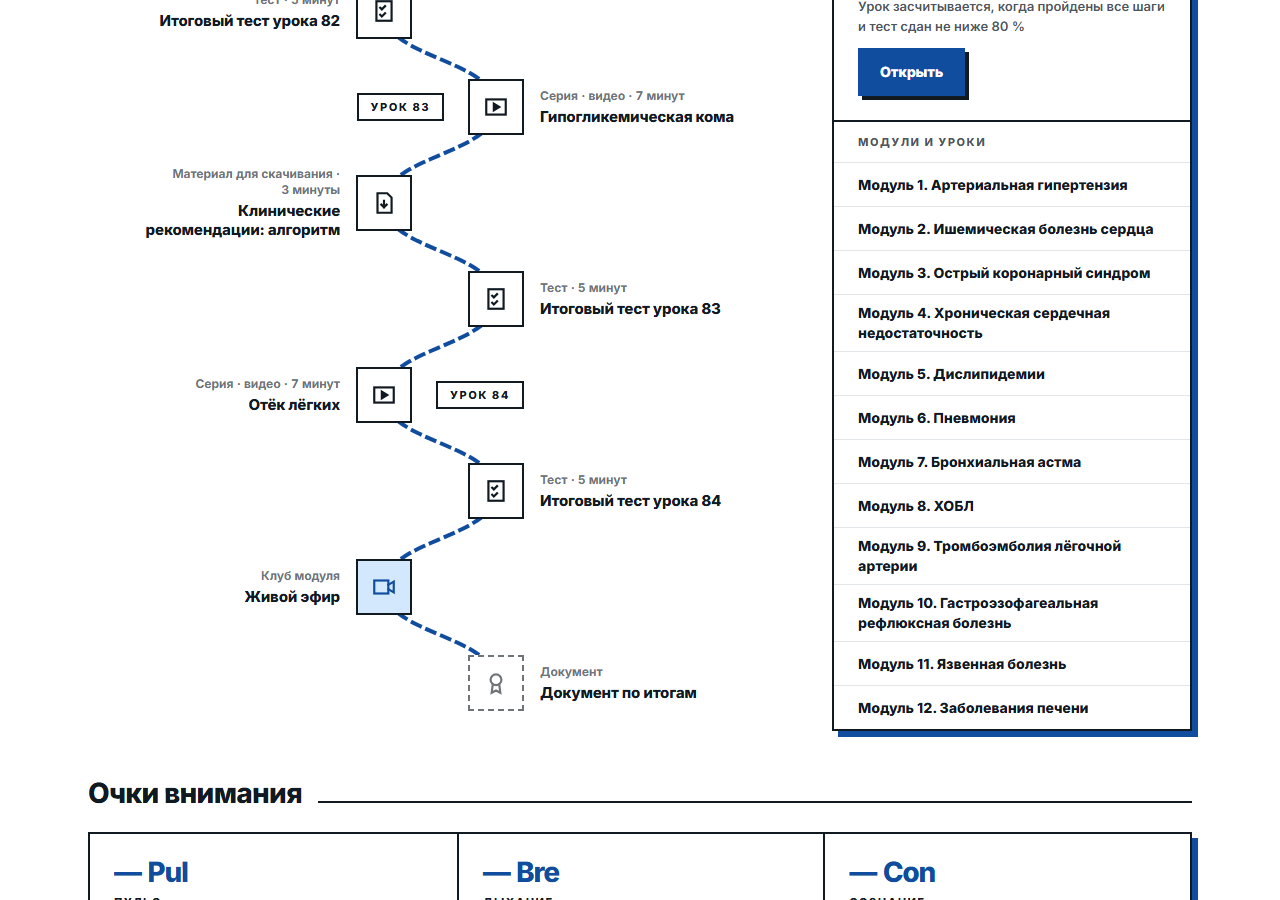 Тест · 5 минут
Итоговый тест урока 82
УРОК 83
Серия · видео · 7 минут
Гипогликемическая кома
Материал для скачивания ·
3 минуты
Клинические
рекомендации: алгоритм
Тест · 5 минут
Итоговый тест урока 83
Серия · видео · 7 минут
Отёк лёгких
УРОК 84
Тест · 5 минут
Итоговый тест урока 84
Клуб модуля
Живой эфир
Документ
Документ по итогам
Урок засчитывается, когда пройдены все шаги
и тест сдан не ниже 80 %
Открыть
МОДУЛИ И УРОКИ
Модуль 1. Артериальная гипертензия
Модуль 2. Ишемическая болезнь сердца
Модуль 3. Острый коронарный синдром
Модуль 4. Хроническая сердечная
недостаточность
Модуль 5. Дислипидемии
Модуль 6. Пневмония
Модуль 7. Бронхиальная астма
Модуль 8. ХОБЛ
Модуль 9. Тромбоэмболия лёгочной
артерии
Модуль 10. Гастроэзофагеальная
рефлюксная болезнь
Модуль 11. Язвенная болезнь
Модуль 12. Заболевания печени
Очки внимания
— Pul
ПУЛЬС
— Bre
ДЫХАНИЕ
— Con
СОЗНАНИЕ